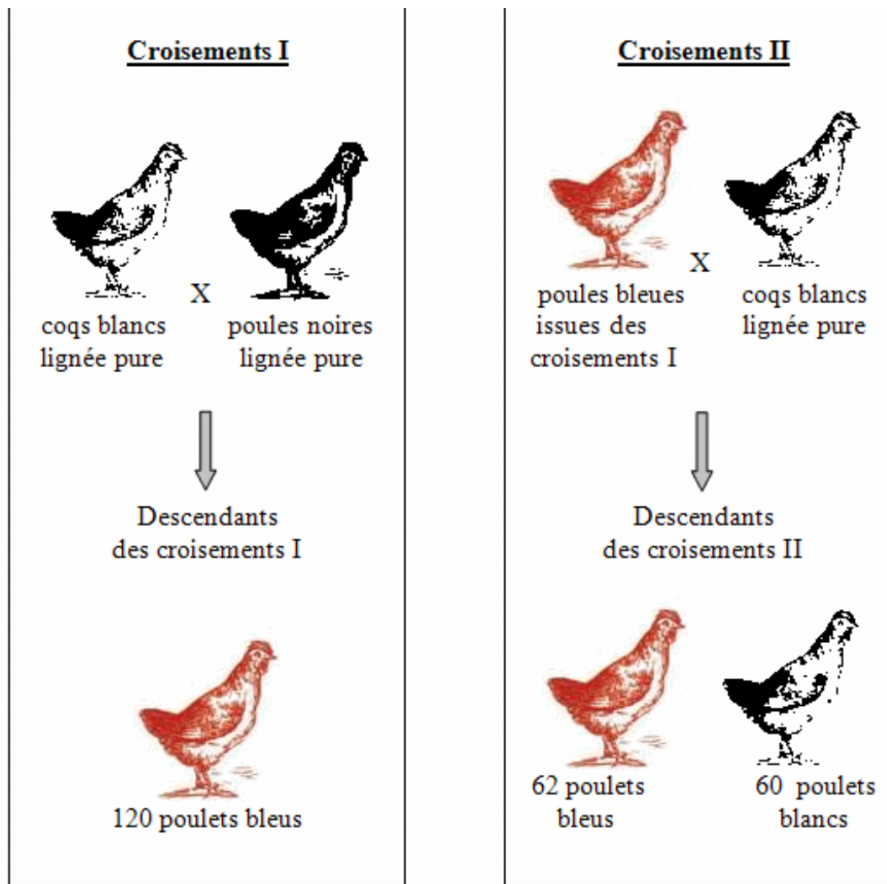 Croisements I
X
coqs blancs
lignée pure
poules noires
lignée pure
Descendants
des croisements I
120 poulets bleus
Croisements II
X
poules bleues
issues des
croisements I
coqs blancs
lignée pure
Descendants
des croisements II
62 poulets
bleus
60 poulets
blancs